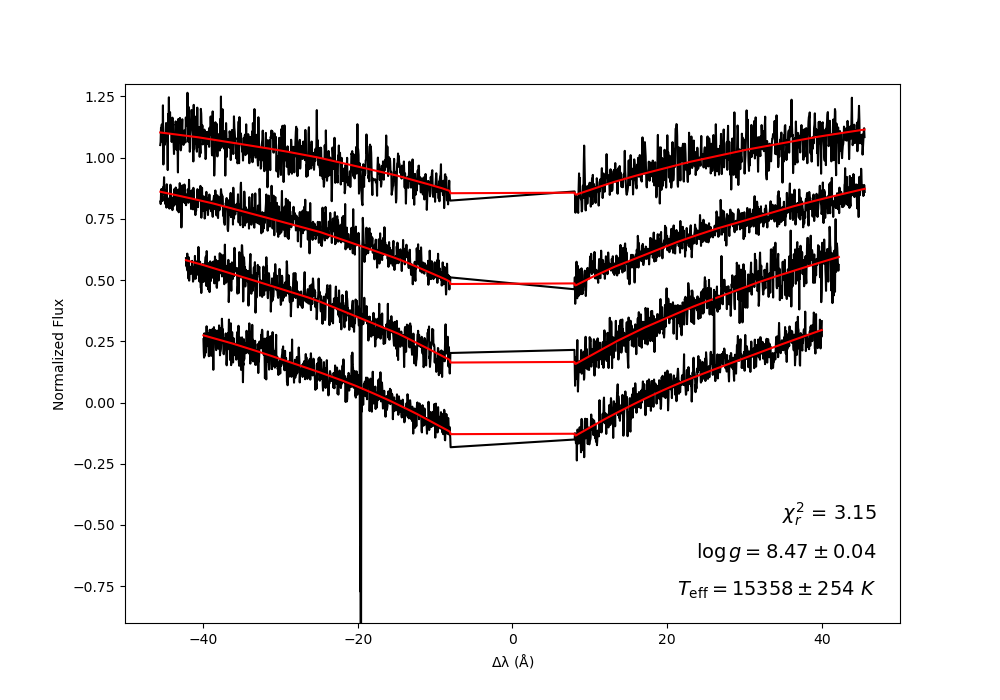 1.25
1.00
0.75
0.50
0.25
0.00
−0.25
−0.50
−0.75
Normalized Flux
χ²ᵣ = 3.15
log g = 8.47 ± 0.04
T_eff = 15358 ± 254 K
−40 −20 0 20 40
Δλ (Å)